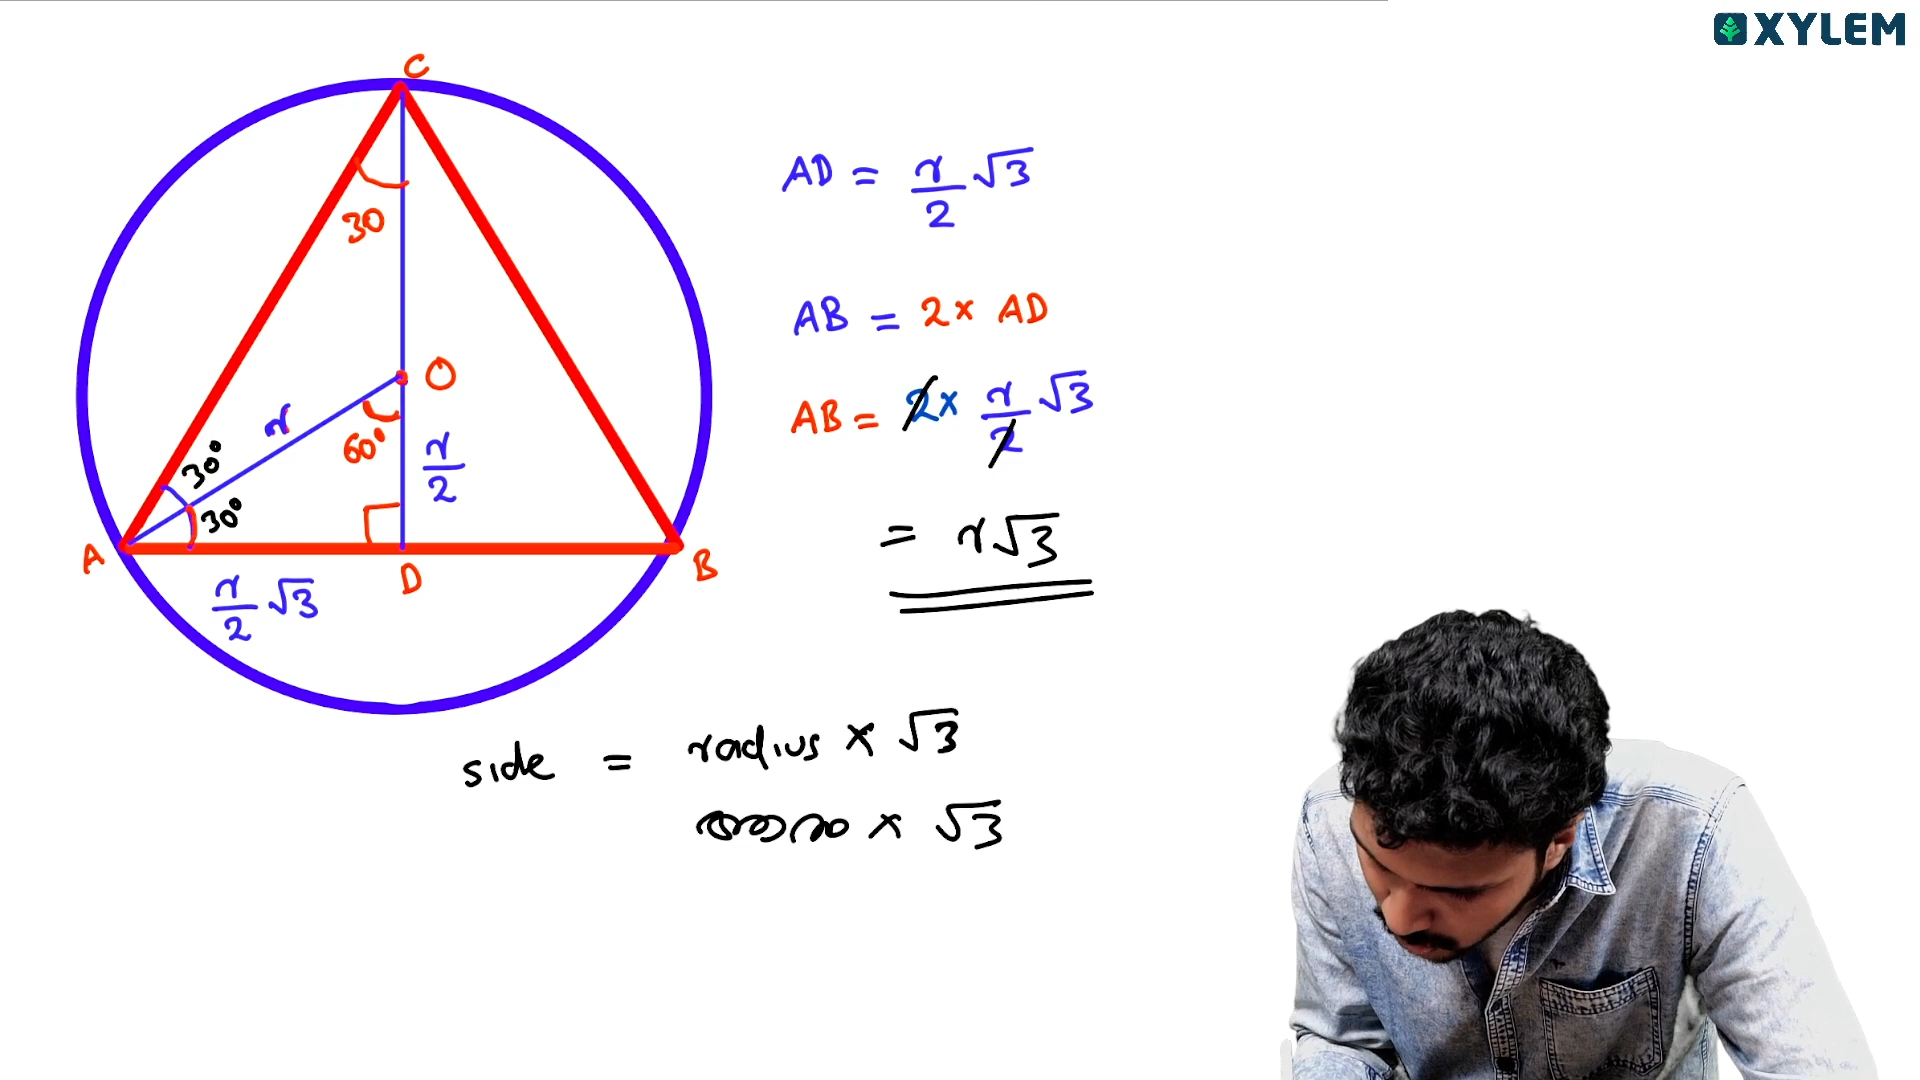 XYLEM
C
30
O
r
60°
r/2
30°
30°
A
D
B
r/2 √3
AD = r/2 √3
AB = 2 × AD
AB = 2 × r/2 √3
= r√3
side = radius × √3
ആരം × √3